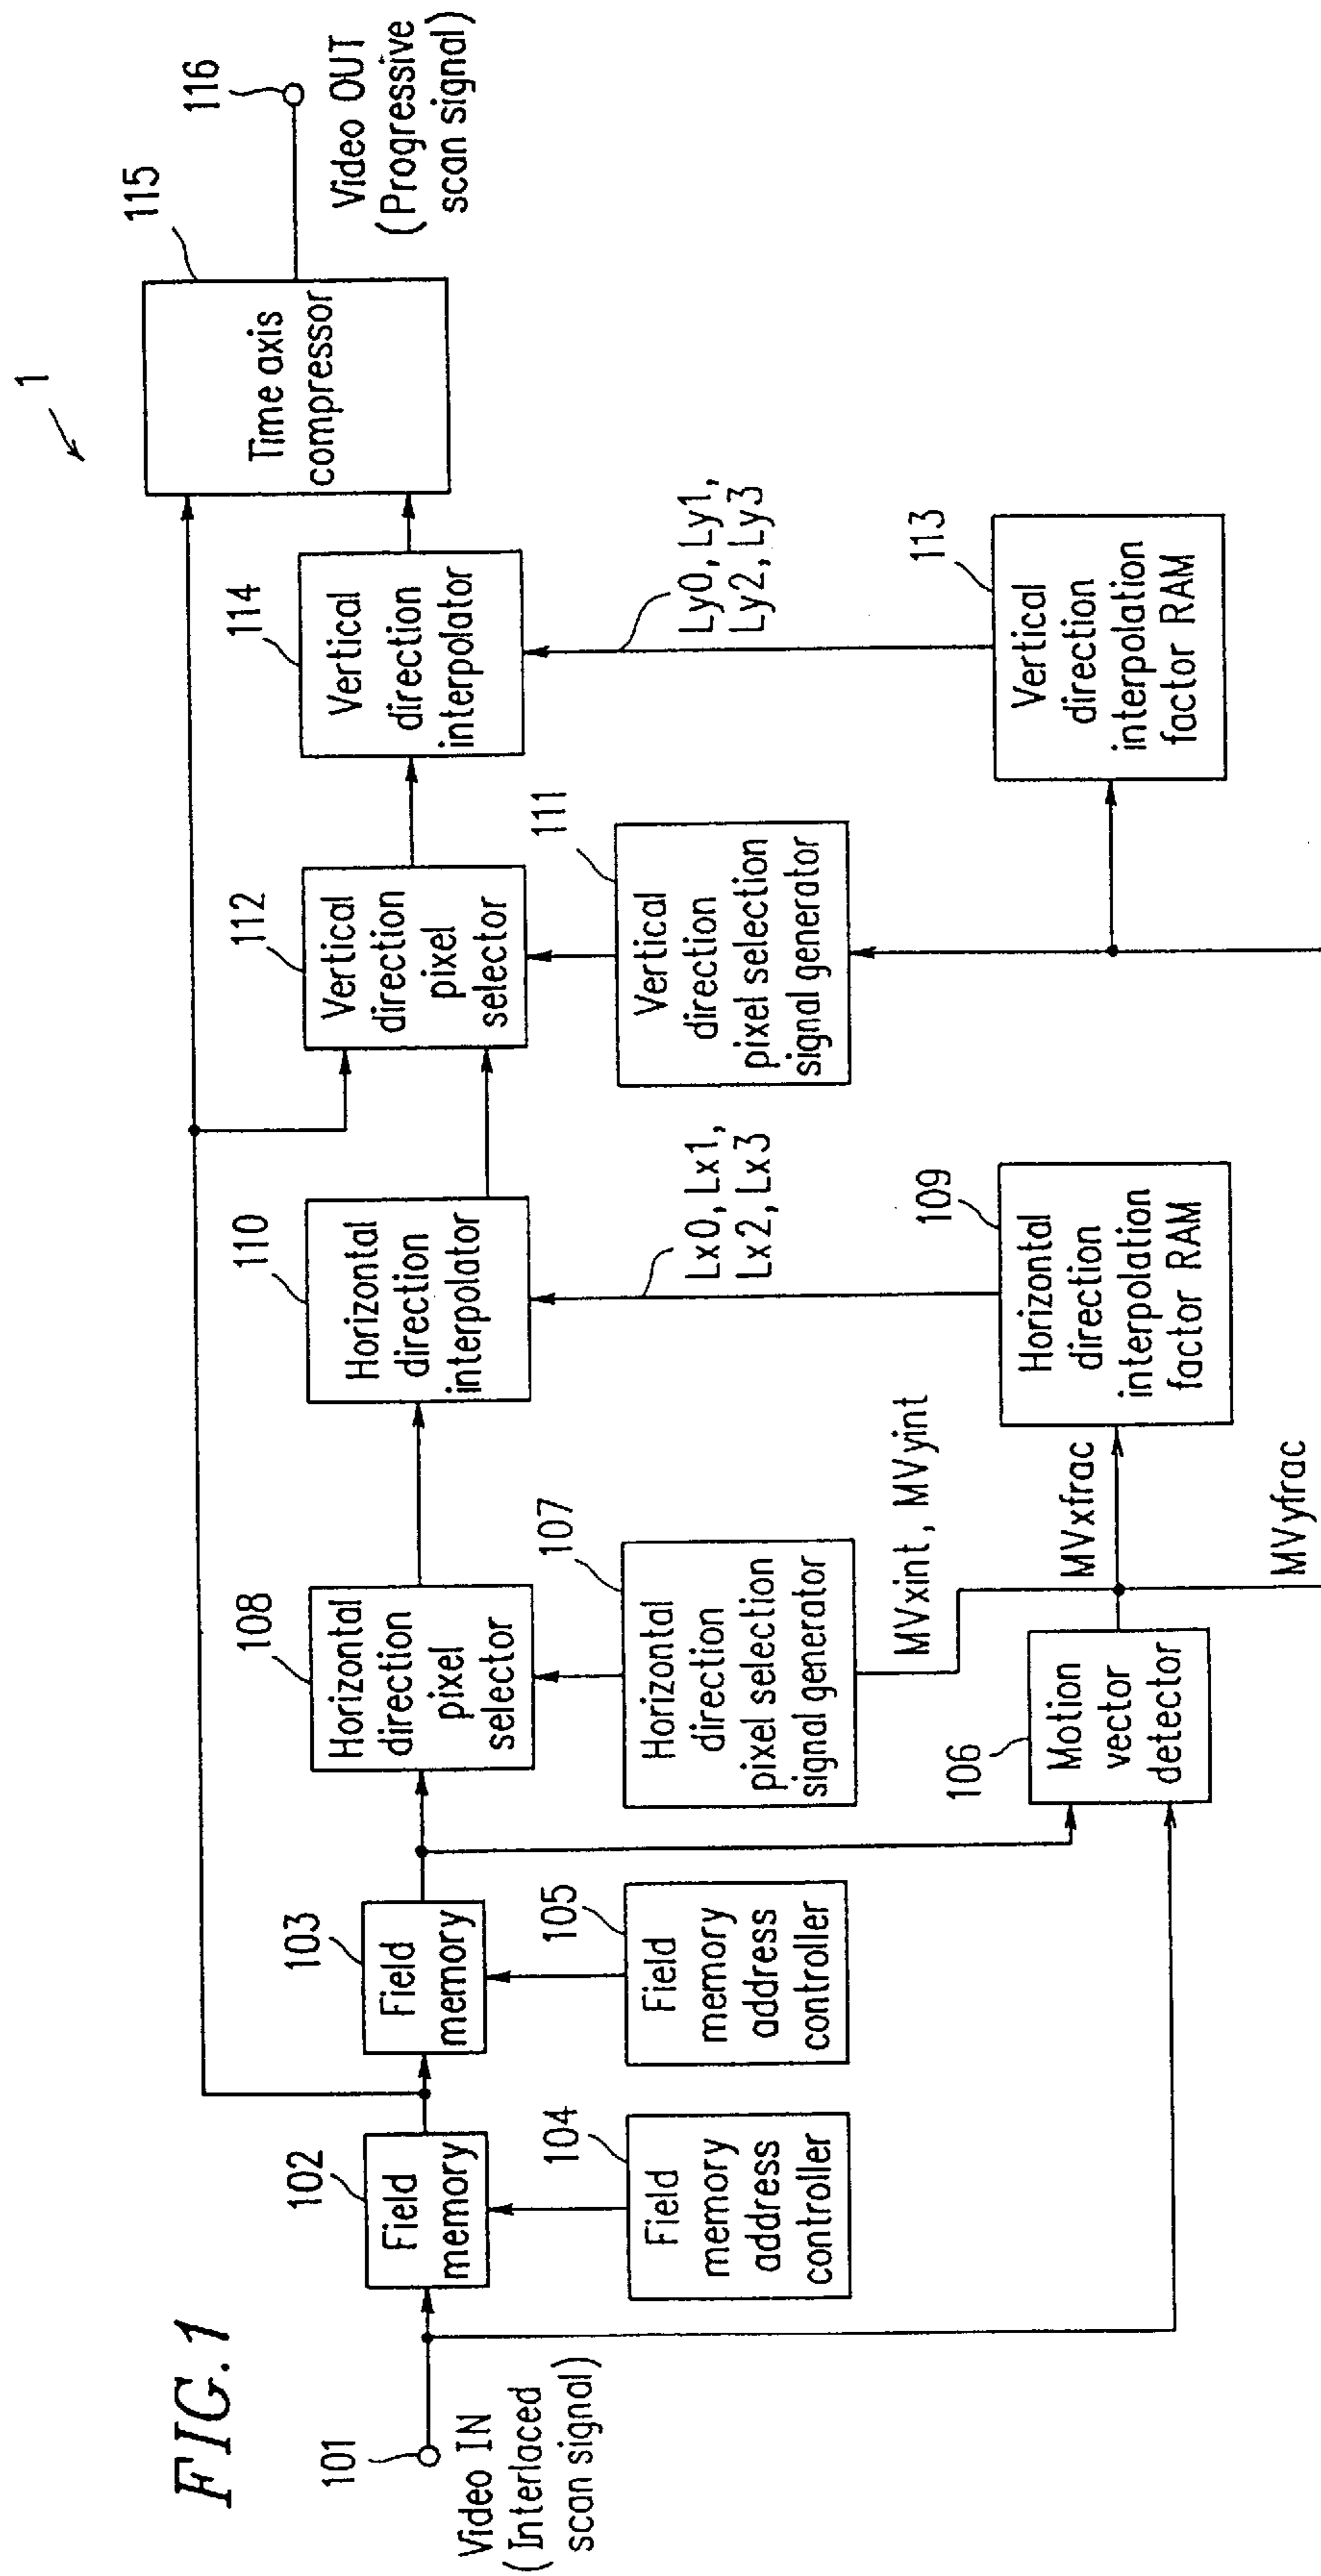 FIG.1
1
101
Video IN
(Interlaced
scan signal)
102
Field
memory
103
Field
memory
104
Field
memory
address
controller
105
Field
memory
address
controller
106
Motion
vector
detector
107
Horizontal
direction
pixel selection
signal generator
108
Horizontal
direction
pixel
selector
MVxint, MVyint
MVxfrac
MVyfrac
109
Horizontal
direction
interpolation
factor RAM
Lx0, Lx1,
Lx2, Lx3
110
Horizontal
direction
interpolator
111
Vertical
direction
pixel selection
signal generator
112
Vertical
direction
pixel
selector
113
Vertical
direction
interpolation
factor RAM
Ly0, Ly1,
Ly2, Ly3
114
Vertical
direction
interpolator
115
Time axis
compressor
116
Video OUT
(Progressive
scan signal)